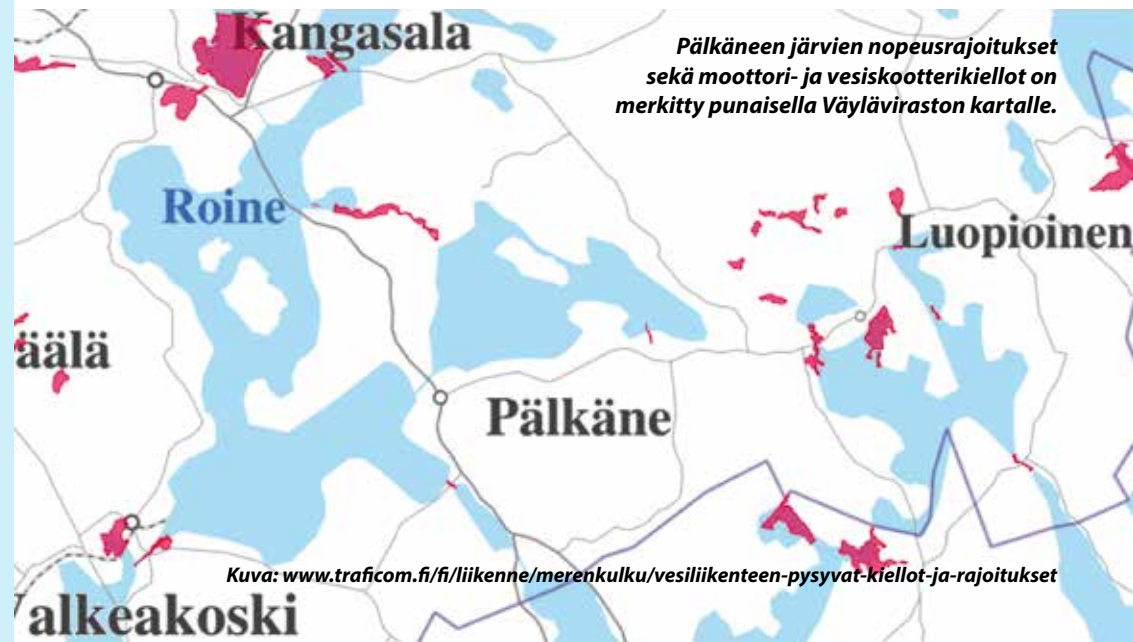 Kangasala
Pälkäneen järvien nopeusrajoitukset
sekä moottori- ja vesiskootterikiellot on
merkitty punaisella Väyläviraston kartalle.
Roine
Luopioinen
äälä
Pälkäne
Kuva: www.traficom.fi/fi/liikenne/merenkulku/vesiliikenteen-pysyvat-kiellot-ja-rajoitukset
alkeakoski